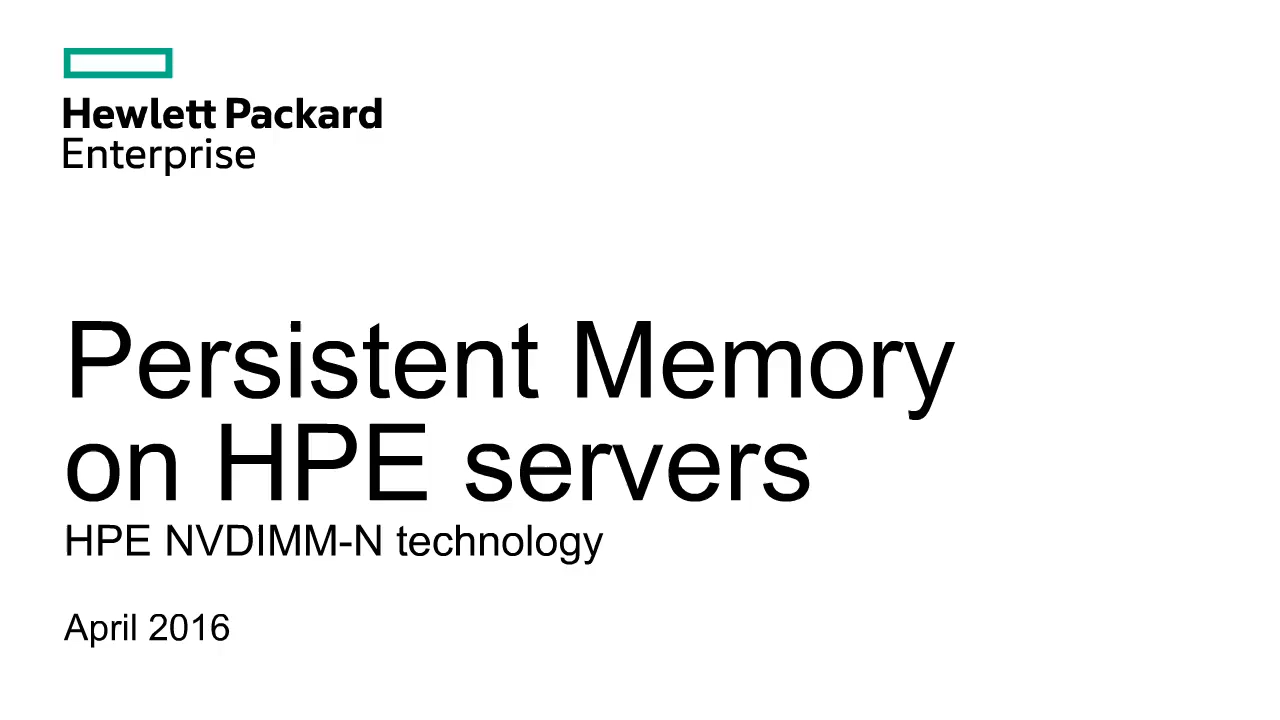 Hewlett Packard
Enterprise
Persistent Memory
on HPE servers
HPE NVDIMM-N technology
April 2016